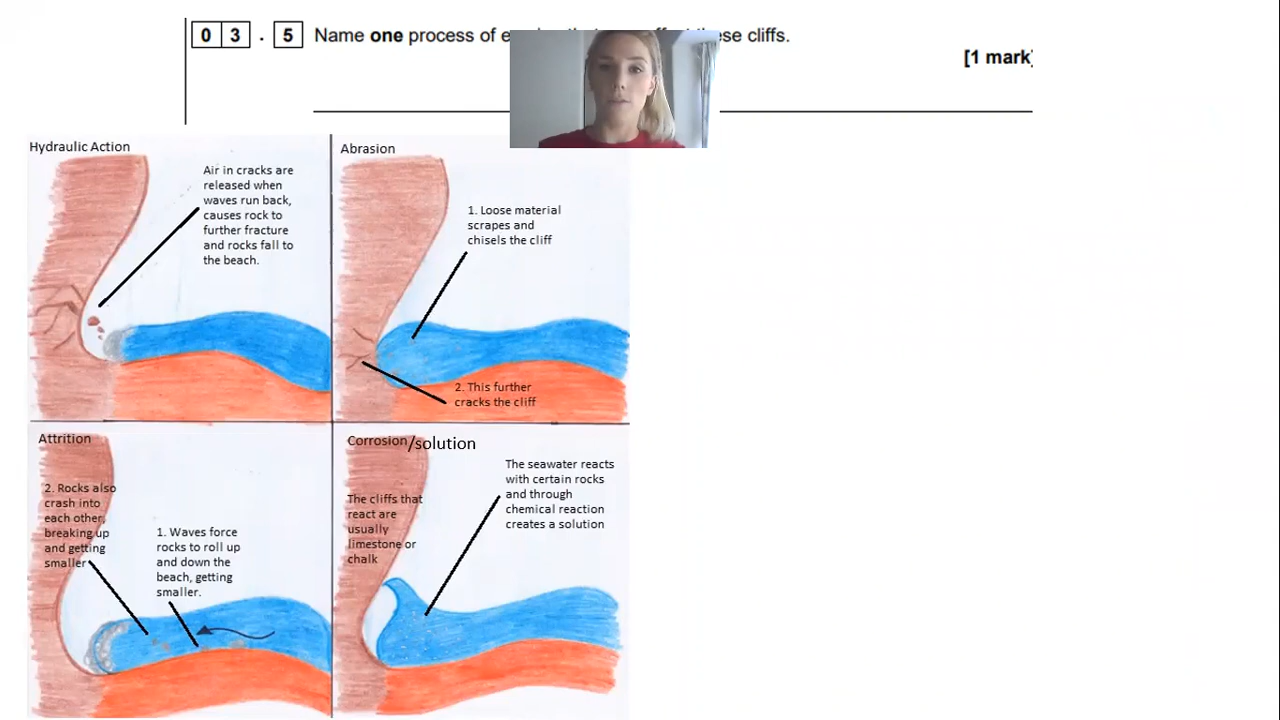 03.5 Name one process of e se cliffs.
[1 mark]
Hydraulic Action
Air in cracks are
released when
waves run back,
causes rock to
further fracture
and rocks fall to
the beach.
Abrasion
1. Loose material
scrapes and
chisels the cliff
2. This further
cracks the cliff
Attrition
2. Rocks also
crash into
each other,
breaking up
and getting
smaller
1. Waves force
rocks to roll up
and down the
beach, getting
smaller.
Corrosion/solution
The cliffs that
react are
usually
limestone or
chalk
The seawater reacts
with certain rocks
and through
chemical reaction
creates a solution